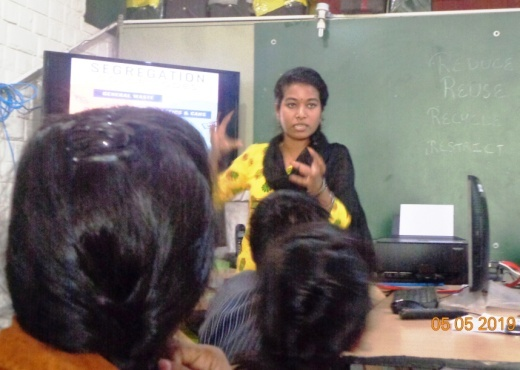 SEGREGATION
REDUCE
REUSE
RECYCLE
RESTRICT
05 05 2019